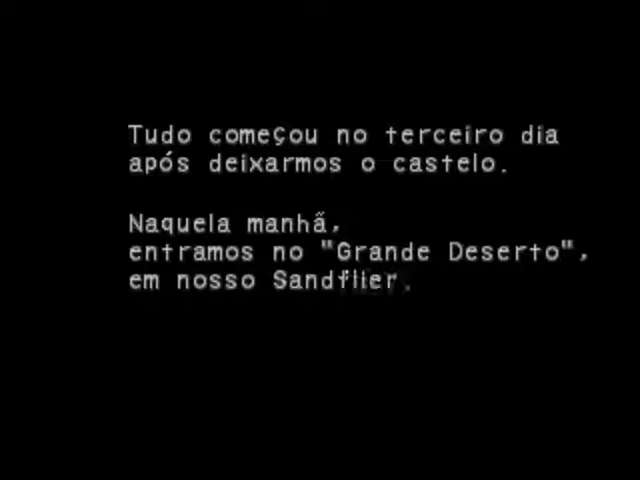 Tudo começou no terceiro dia
após deixarmos o castelo.
Naquela manhã,
entramos no "Grande Deserto",
em nosso Sandflier.